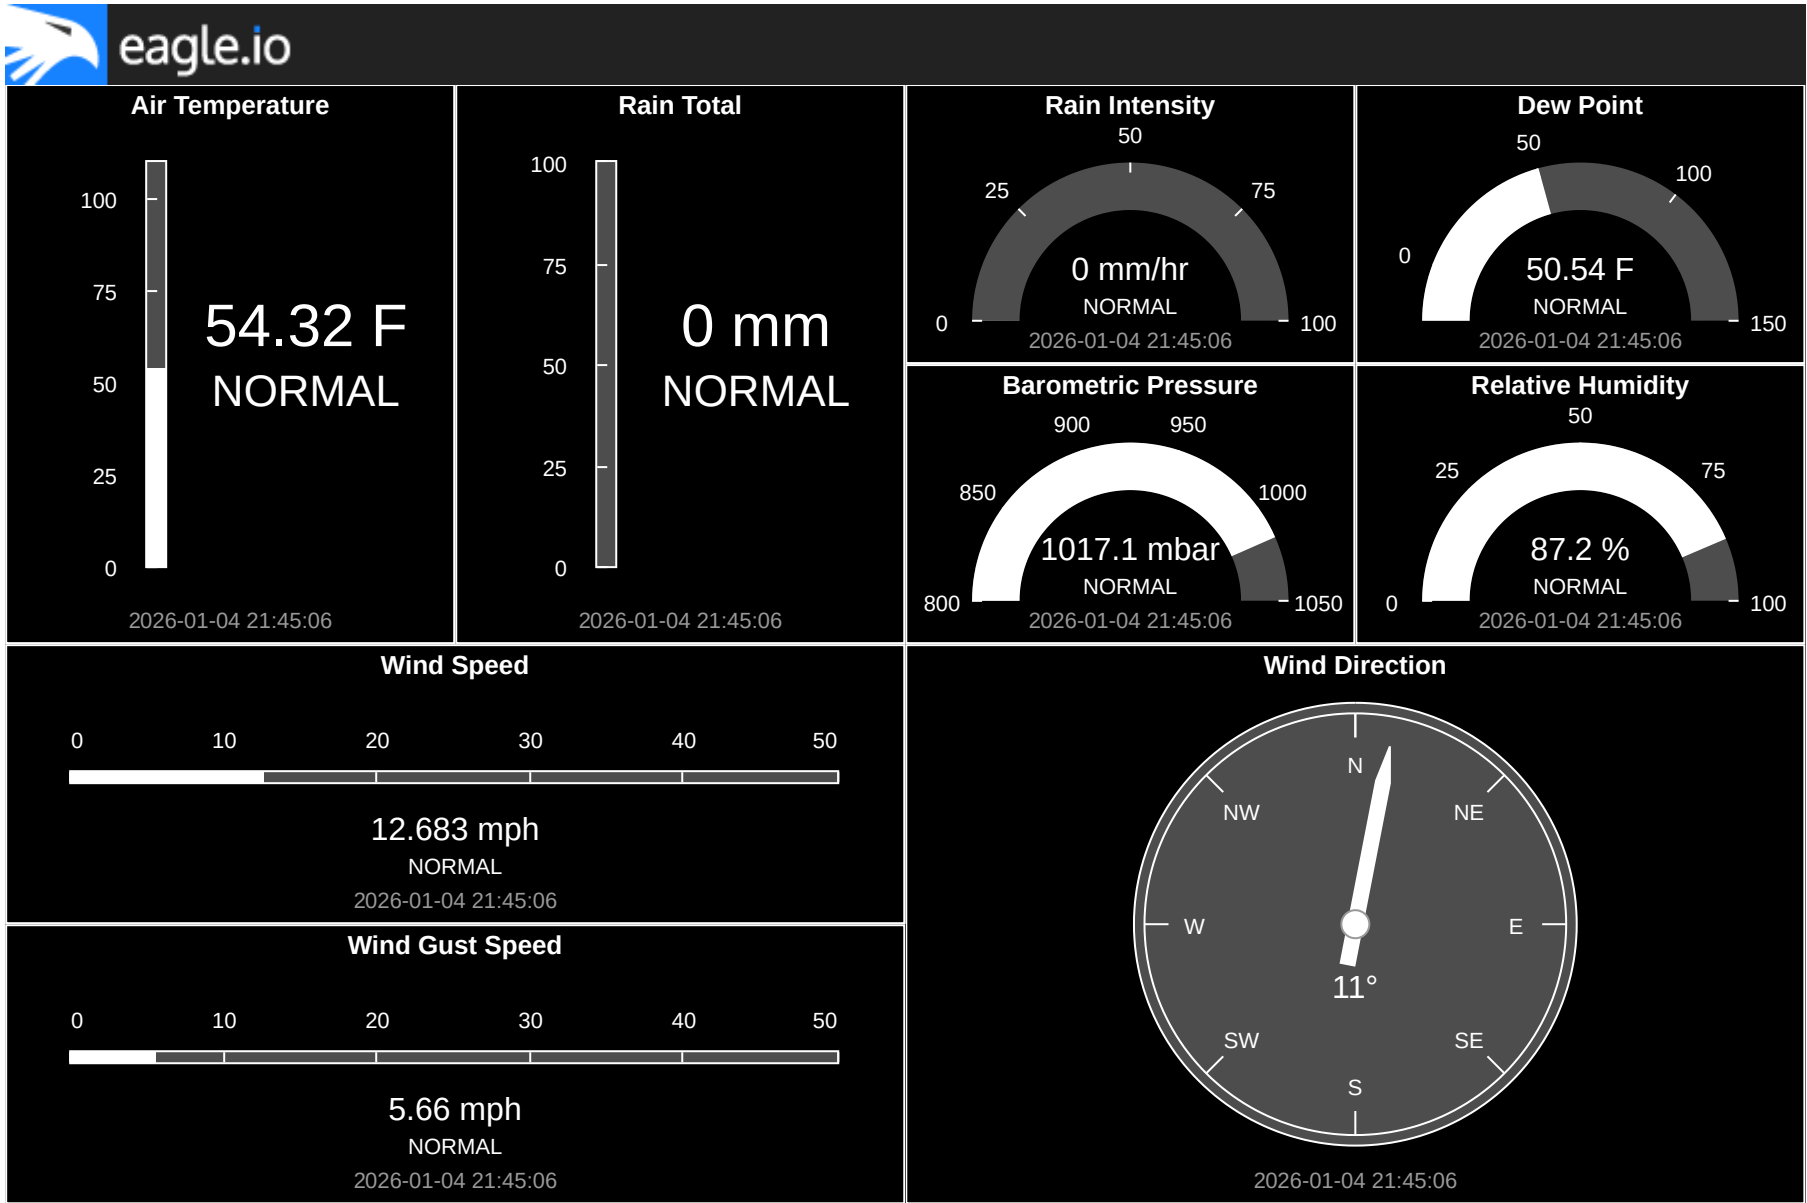 eagle.io
Air Temperature
100
75
50
25
0
54.32 F
NORMAL
2026-01-04 21:45:06
Rain Total
100
75
50
25
0
0 mm
NORMAL
2026-01-04 21:45:06
Rain Intensity
50
25
75
0
100
0 mm/hr
NORMAL
2026-01-04 21:45:06
Dew Point
50
100
0
150
50.54 F
NORMAL
2026-01-04 21:45:06
Barometric Pressure
900
950
850
1000
800
1050
1017.1 mbar
NORMAL
2026-01-04 21:45:06
Relative Humidity
50
25
75
0
100
87.2 %
NORMAL
2026-01-04 21:45:06
Wind Speed
0 10 20 30 40 50
12.683 mph
NORMAL
2026-01-04 21:45:06
Wind Gust Speed
0 10 20 30 40 50
5.66 mph
NORMAL
2026-01-04 21:45:06
Wind Direction
N
NW NE
W E
11°
SW SE
S
2026-01-04 21:45:06